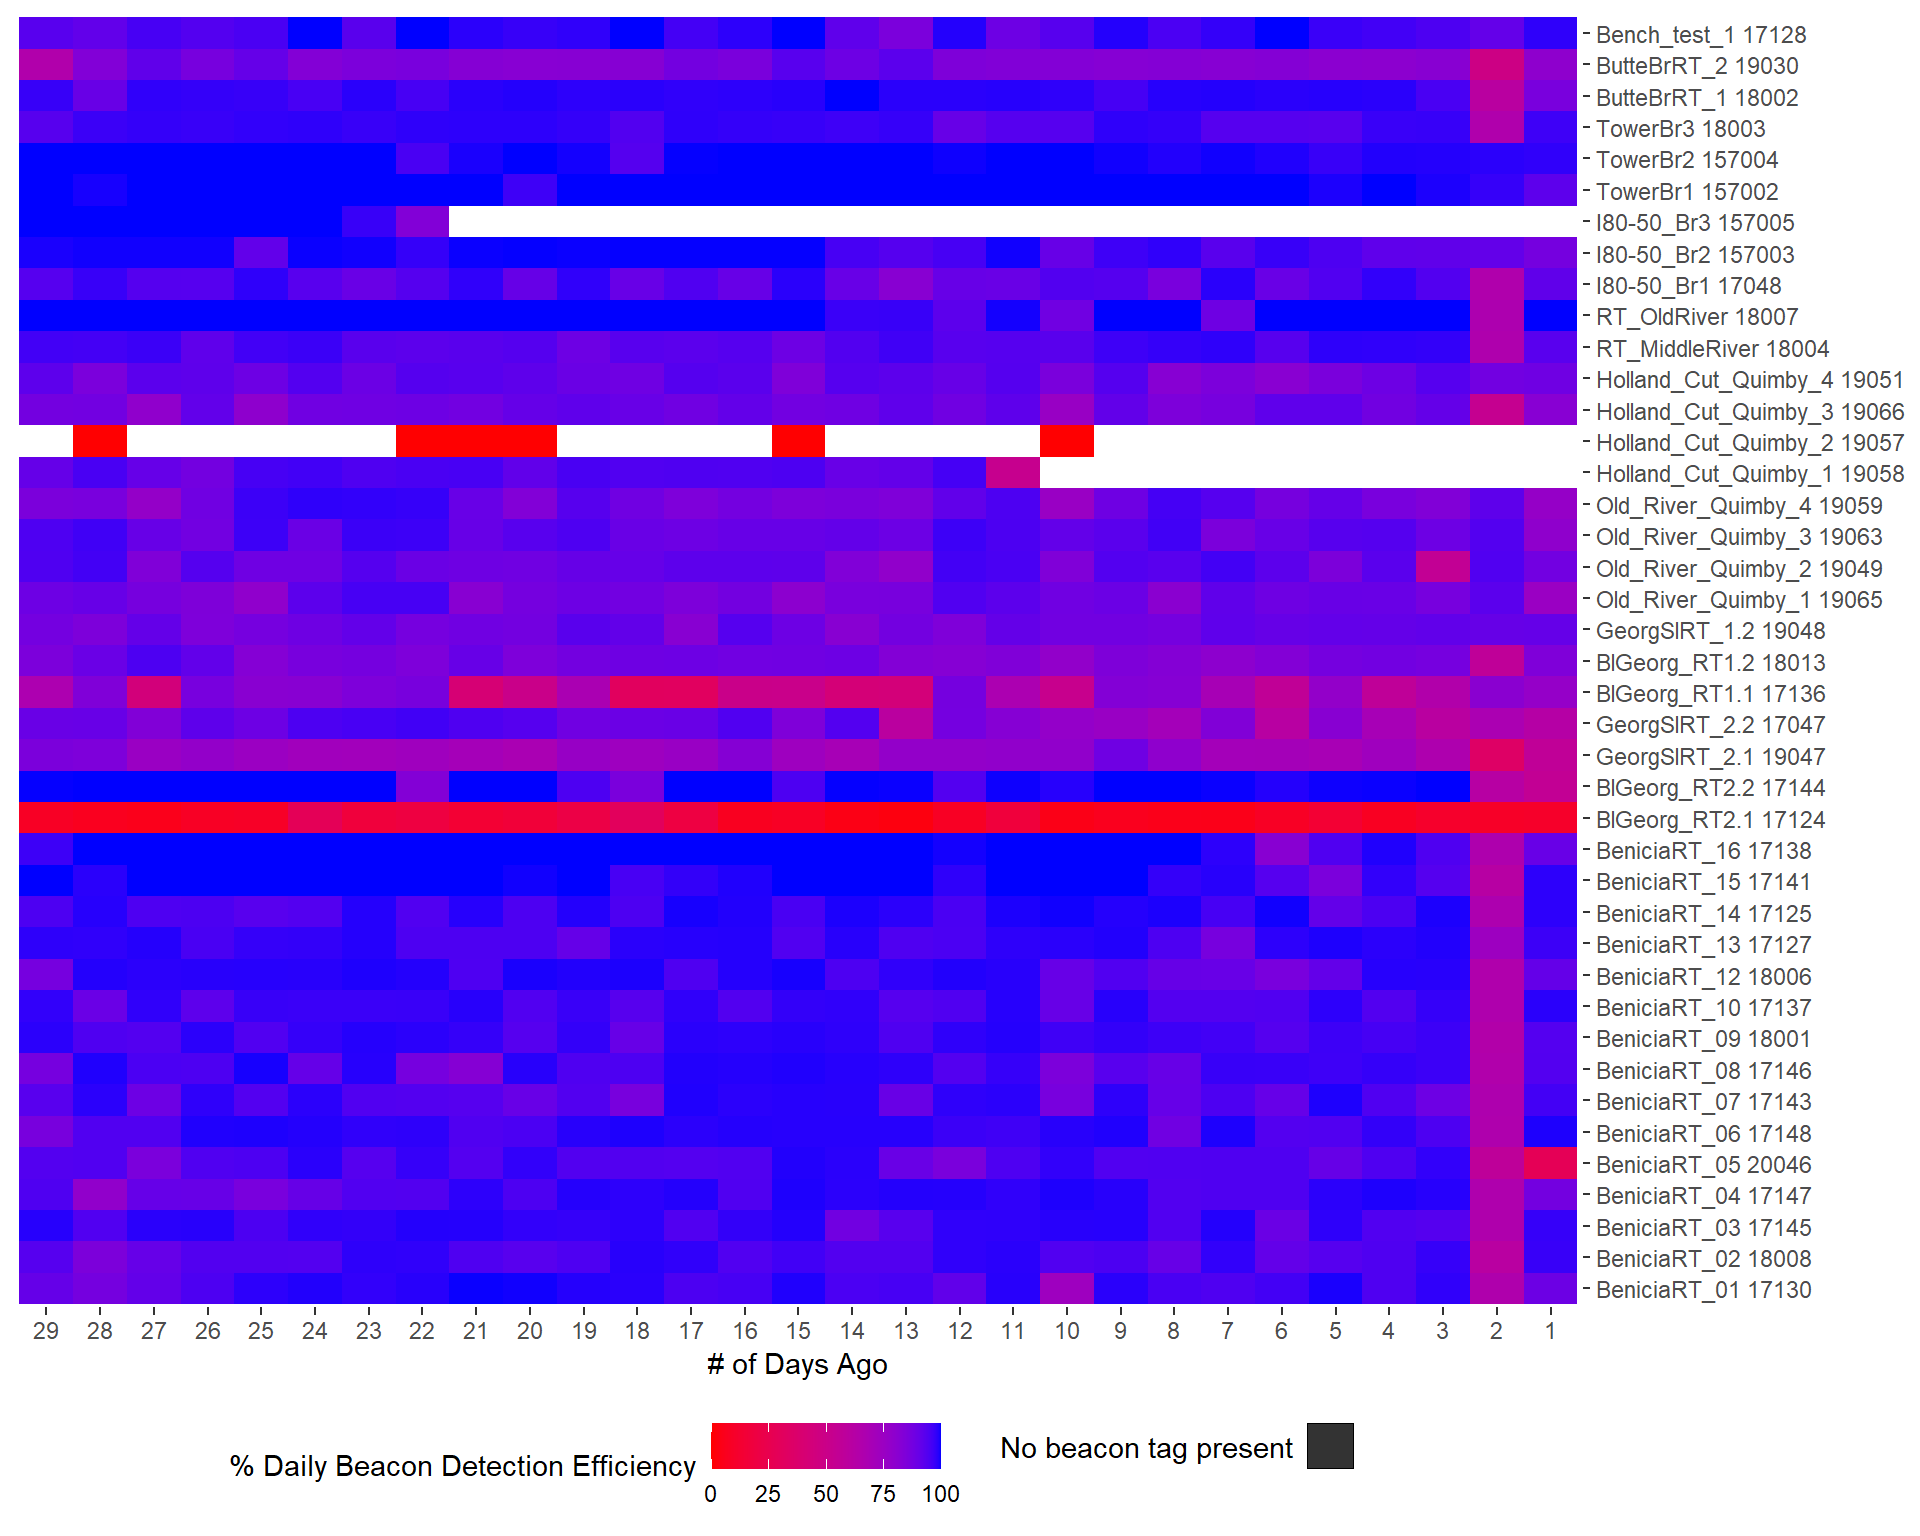 Bench_test_1 17128
ButteBrRT_2 19030
ButteBrRT_1 18002
TowerBr3 18003
TowerBr2 157004
TowerBr1 157002
I80-50_Br3 157005
I80-50_Br2 157003
I80-50_Br1 17048
RT_OldRiver 18007
RT_MiddleRiver 18004
Holland_Cut_Quimby_4 19051
Holland_Cut_Quimby_3 19066
Holland_Cut_Quimby_2 19057
Holland_Cut_Quimby_1 19058
Old_River_Quimby_4 19059
Old_River_Quimby_3 19063
Old_River_Quimby_2 19049
Old_River_Quimby_1 19065
GeorgSlRT_1.2 19048
BlGeorg_RT1.2 18013
BlGeorg_RT1.1 17136
GeorgSlRT_2.2 17047
GeorgSlRT_2.1 19047
BlGeorg_RT2.2 17144
BlGeorg_RT2.1 17124
BeniciaRT_16 17138
BeniciaRT_15 17141
BeniciaRT_14 17125
BeniciaRT_13 17127
BeniciaRT_12 18006
BeniciaRT_10 17137
BeniciaRT_09 18001
BeniciaRT_08 17146
BeniciaRT_07 17143
BeniciaRT_06 17148
BeniciaRT_05 20046
BeniciaRT_04 17147
BeniciaRT_03 17145
BeniciaRT_02 18008
BeniciaRT_01 17130
29 28 27 26 25 24 23 22 21 20 19 18 17 16 15 14 13 12 11 10 9 8 7 6 5 4 3 2 1
# of Days Ago
% Daily Beacon Detection Efficiency
0 25 50 75 100
No beacon tag present